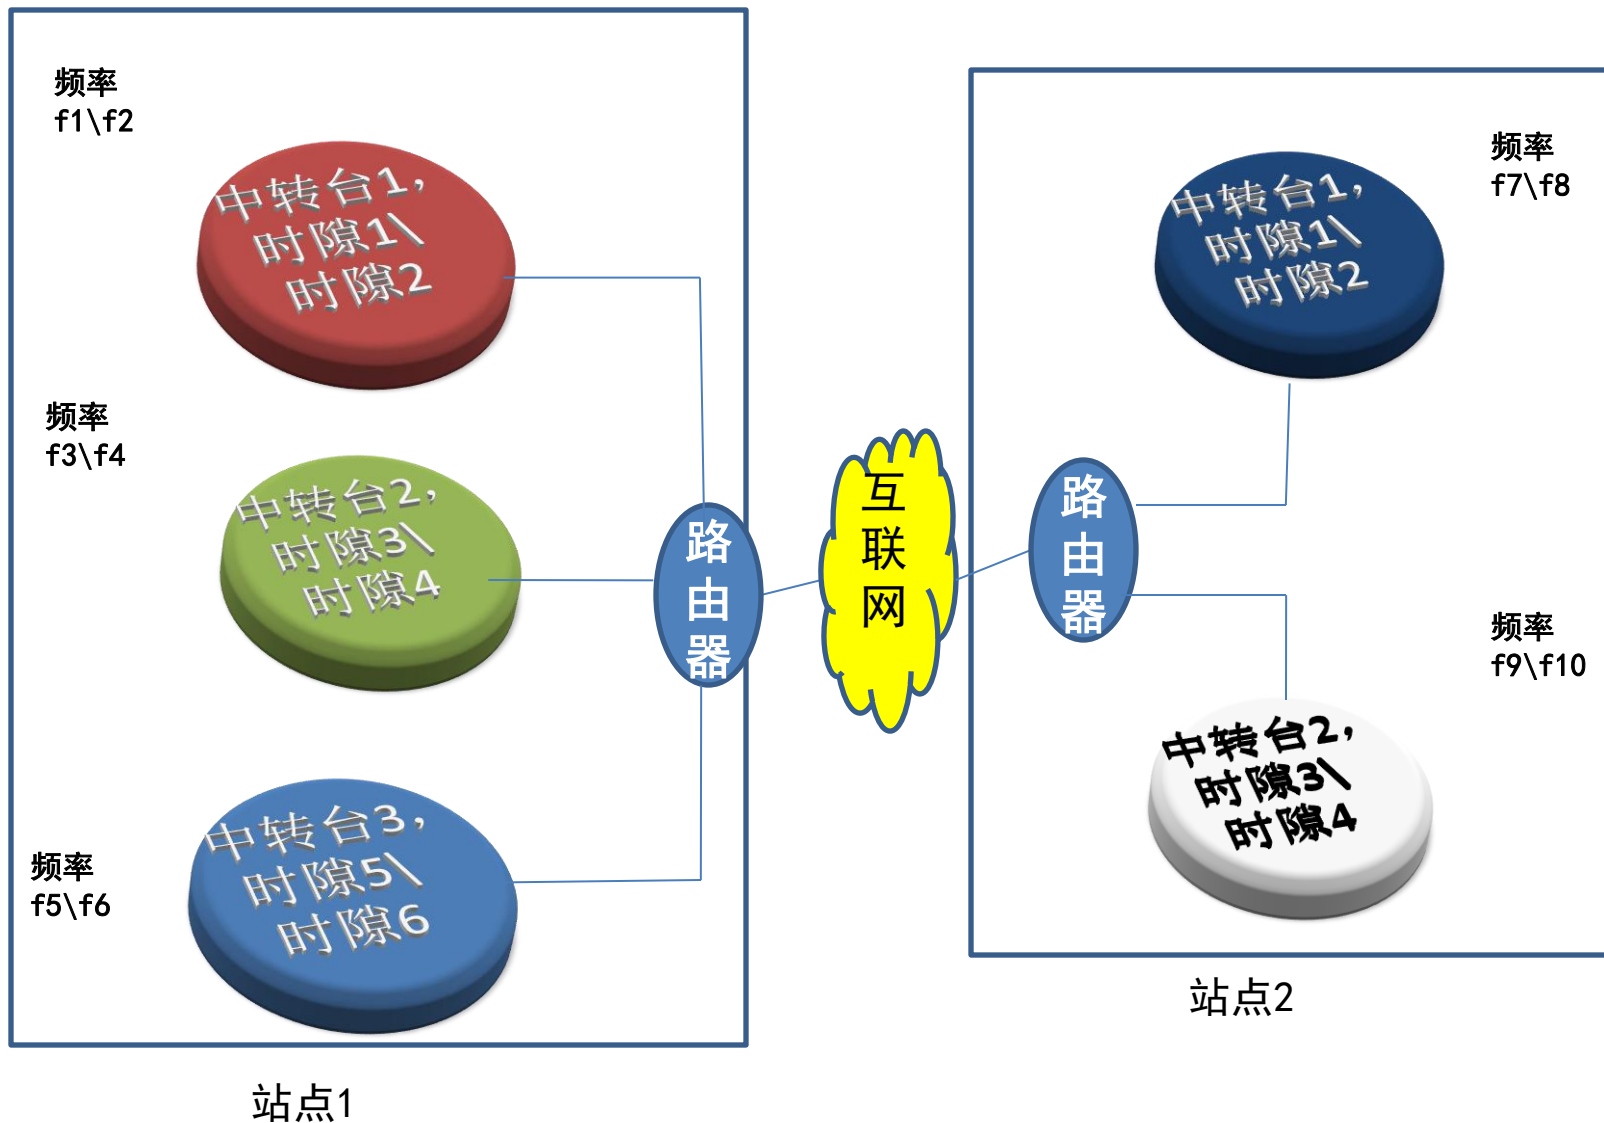 频率
f1\f2
中转台1,
时隙1\
时隙2
频率
f3\f4
中转台2,
时隙3\
时隙4
频率
f5\f6
中转台3,
时隙5\
时隙6
路
由
器
站点1
互
联
网
路
由
器
频率
f7\f8
中转台1,
时隙1\
时隙2
频率
f9\f10
中转台2,
时隙3\
时隙4
站点2